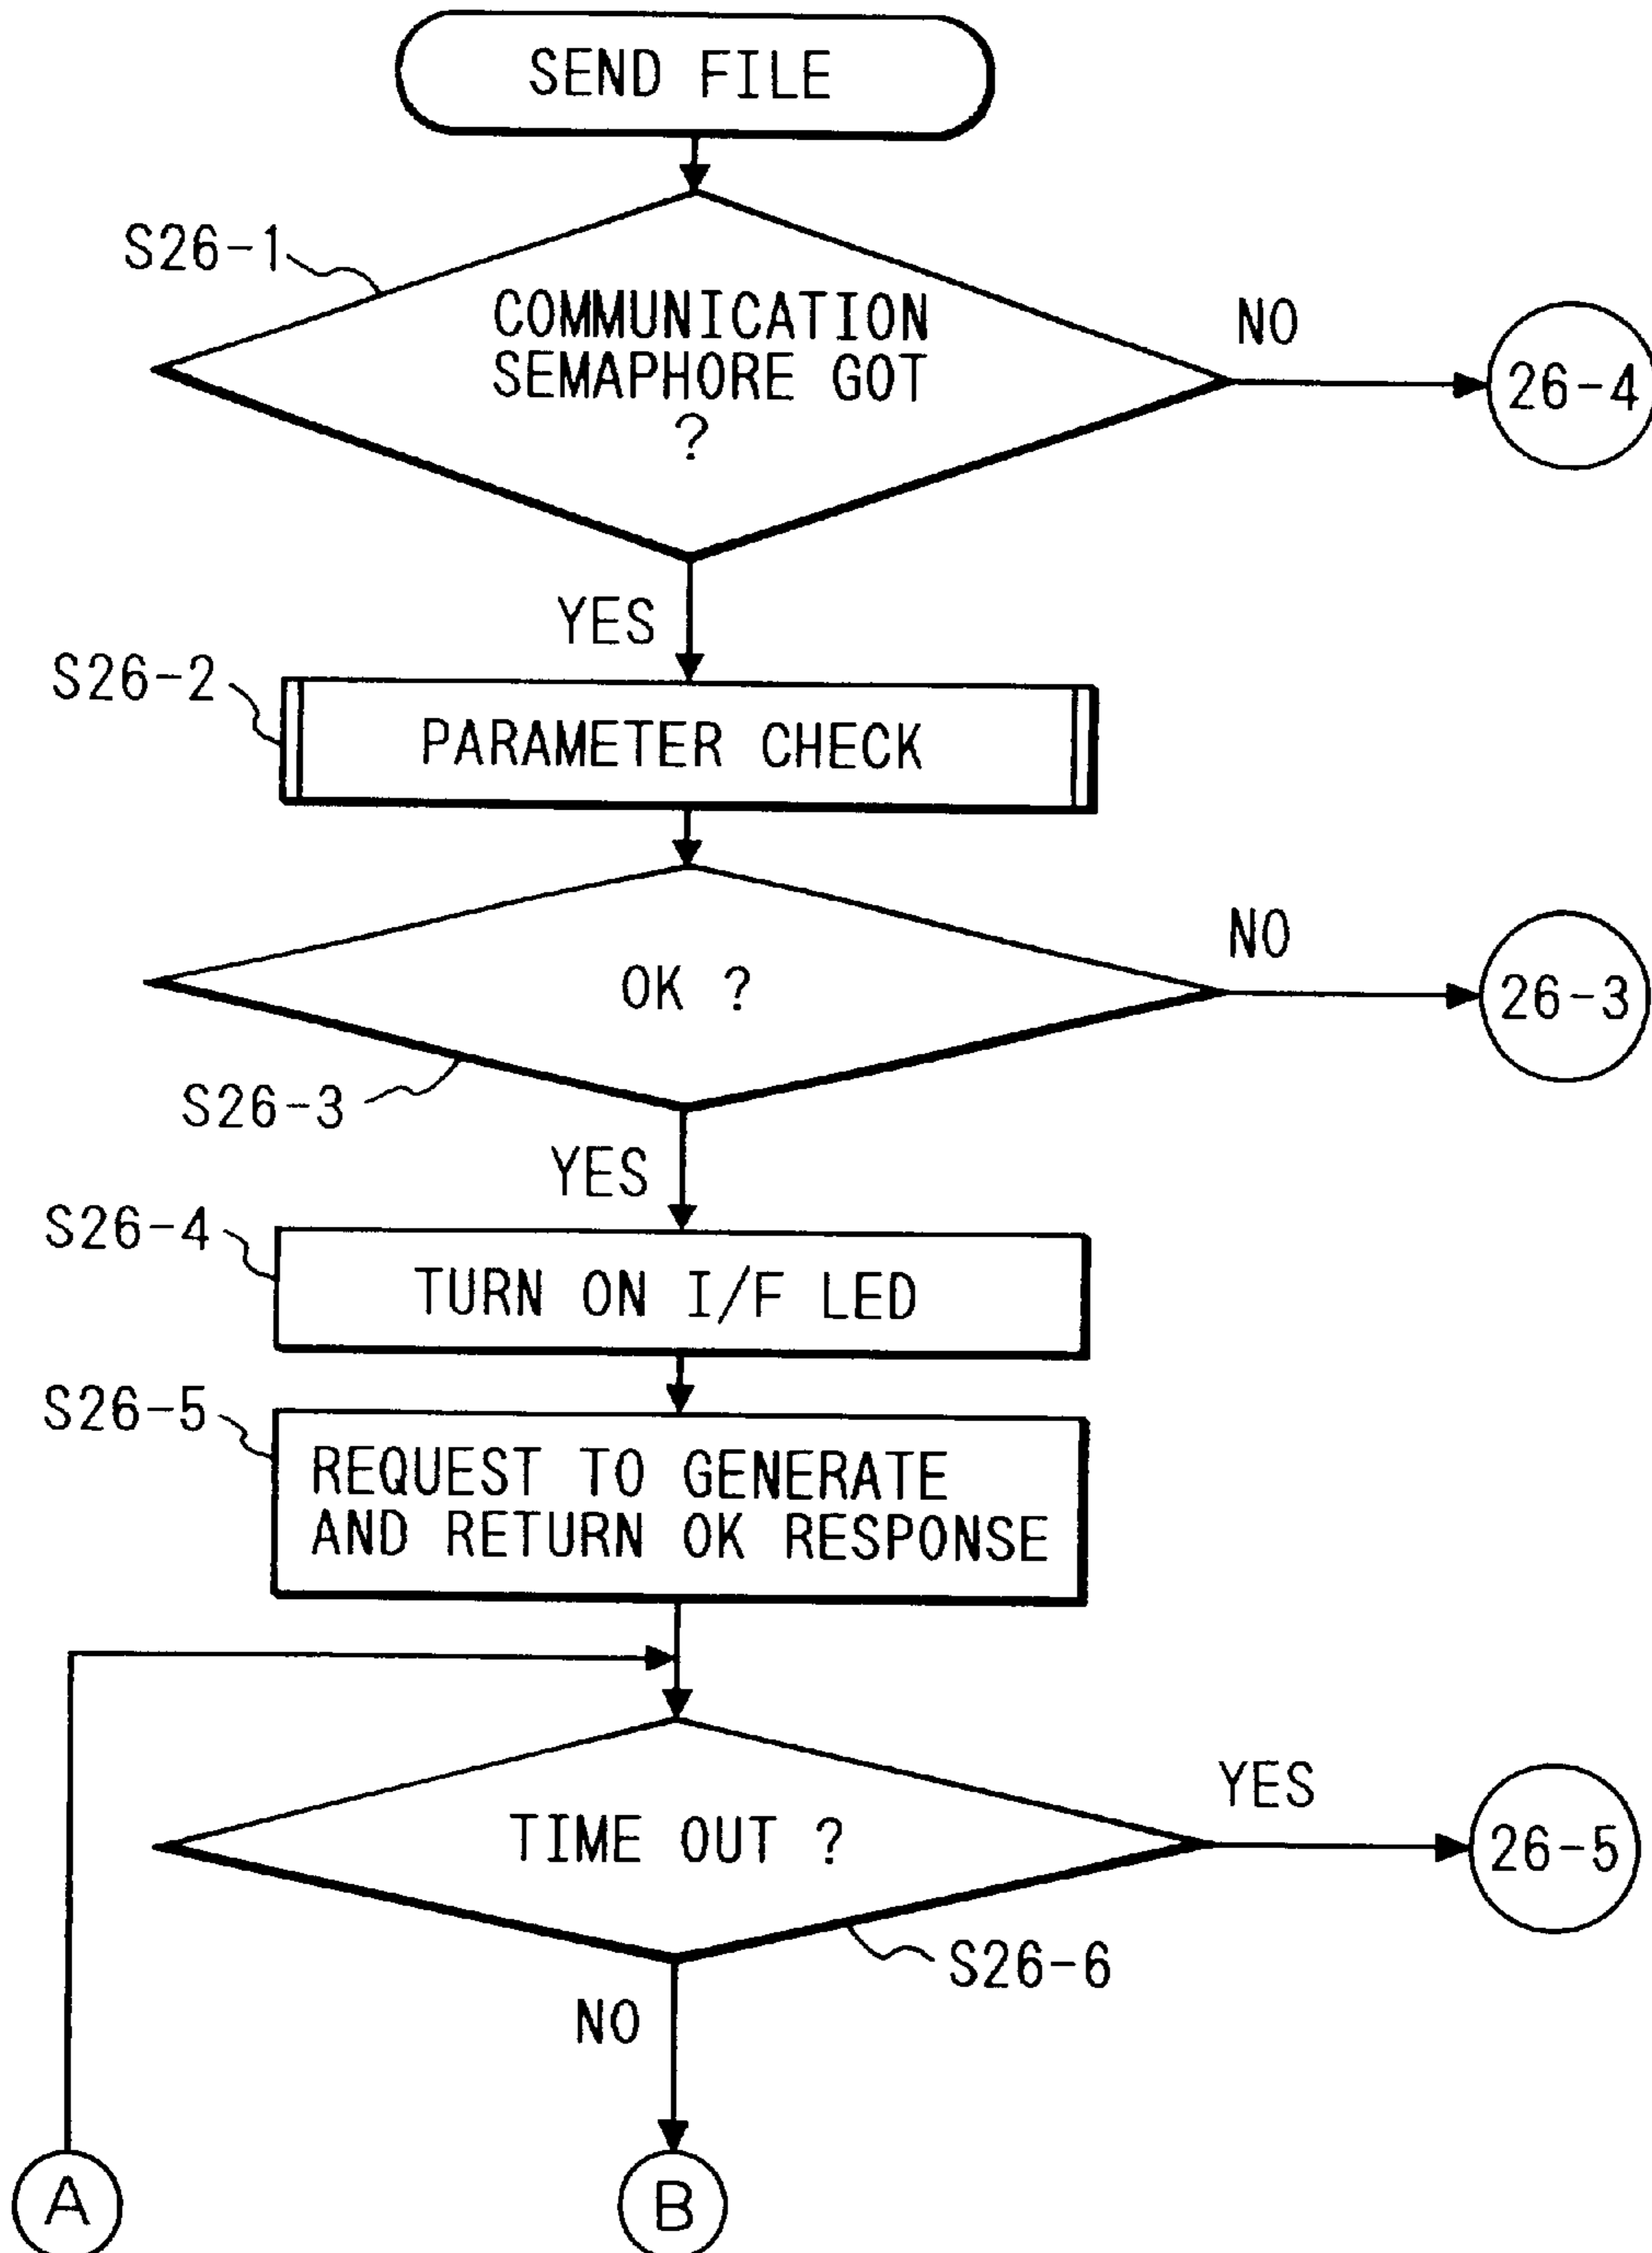 SEND FILE
S26-1
COMMUNICATION
SEMAPHORE GOT
?
NO
26-4
YES
S26-2
PARAMETER CHECK
OK ?
NO
26-3
S26-3
YES
S26-4
TURN ON I/F LED
S26-5
REQUEST TO GENERATE
AND RETURN OK RESPONSE
TIME OUT ?
YES
26-5
S26-6
NO
A
B